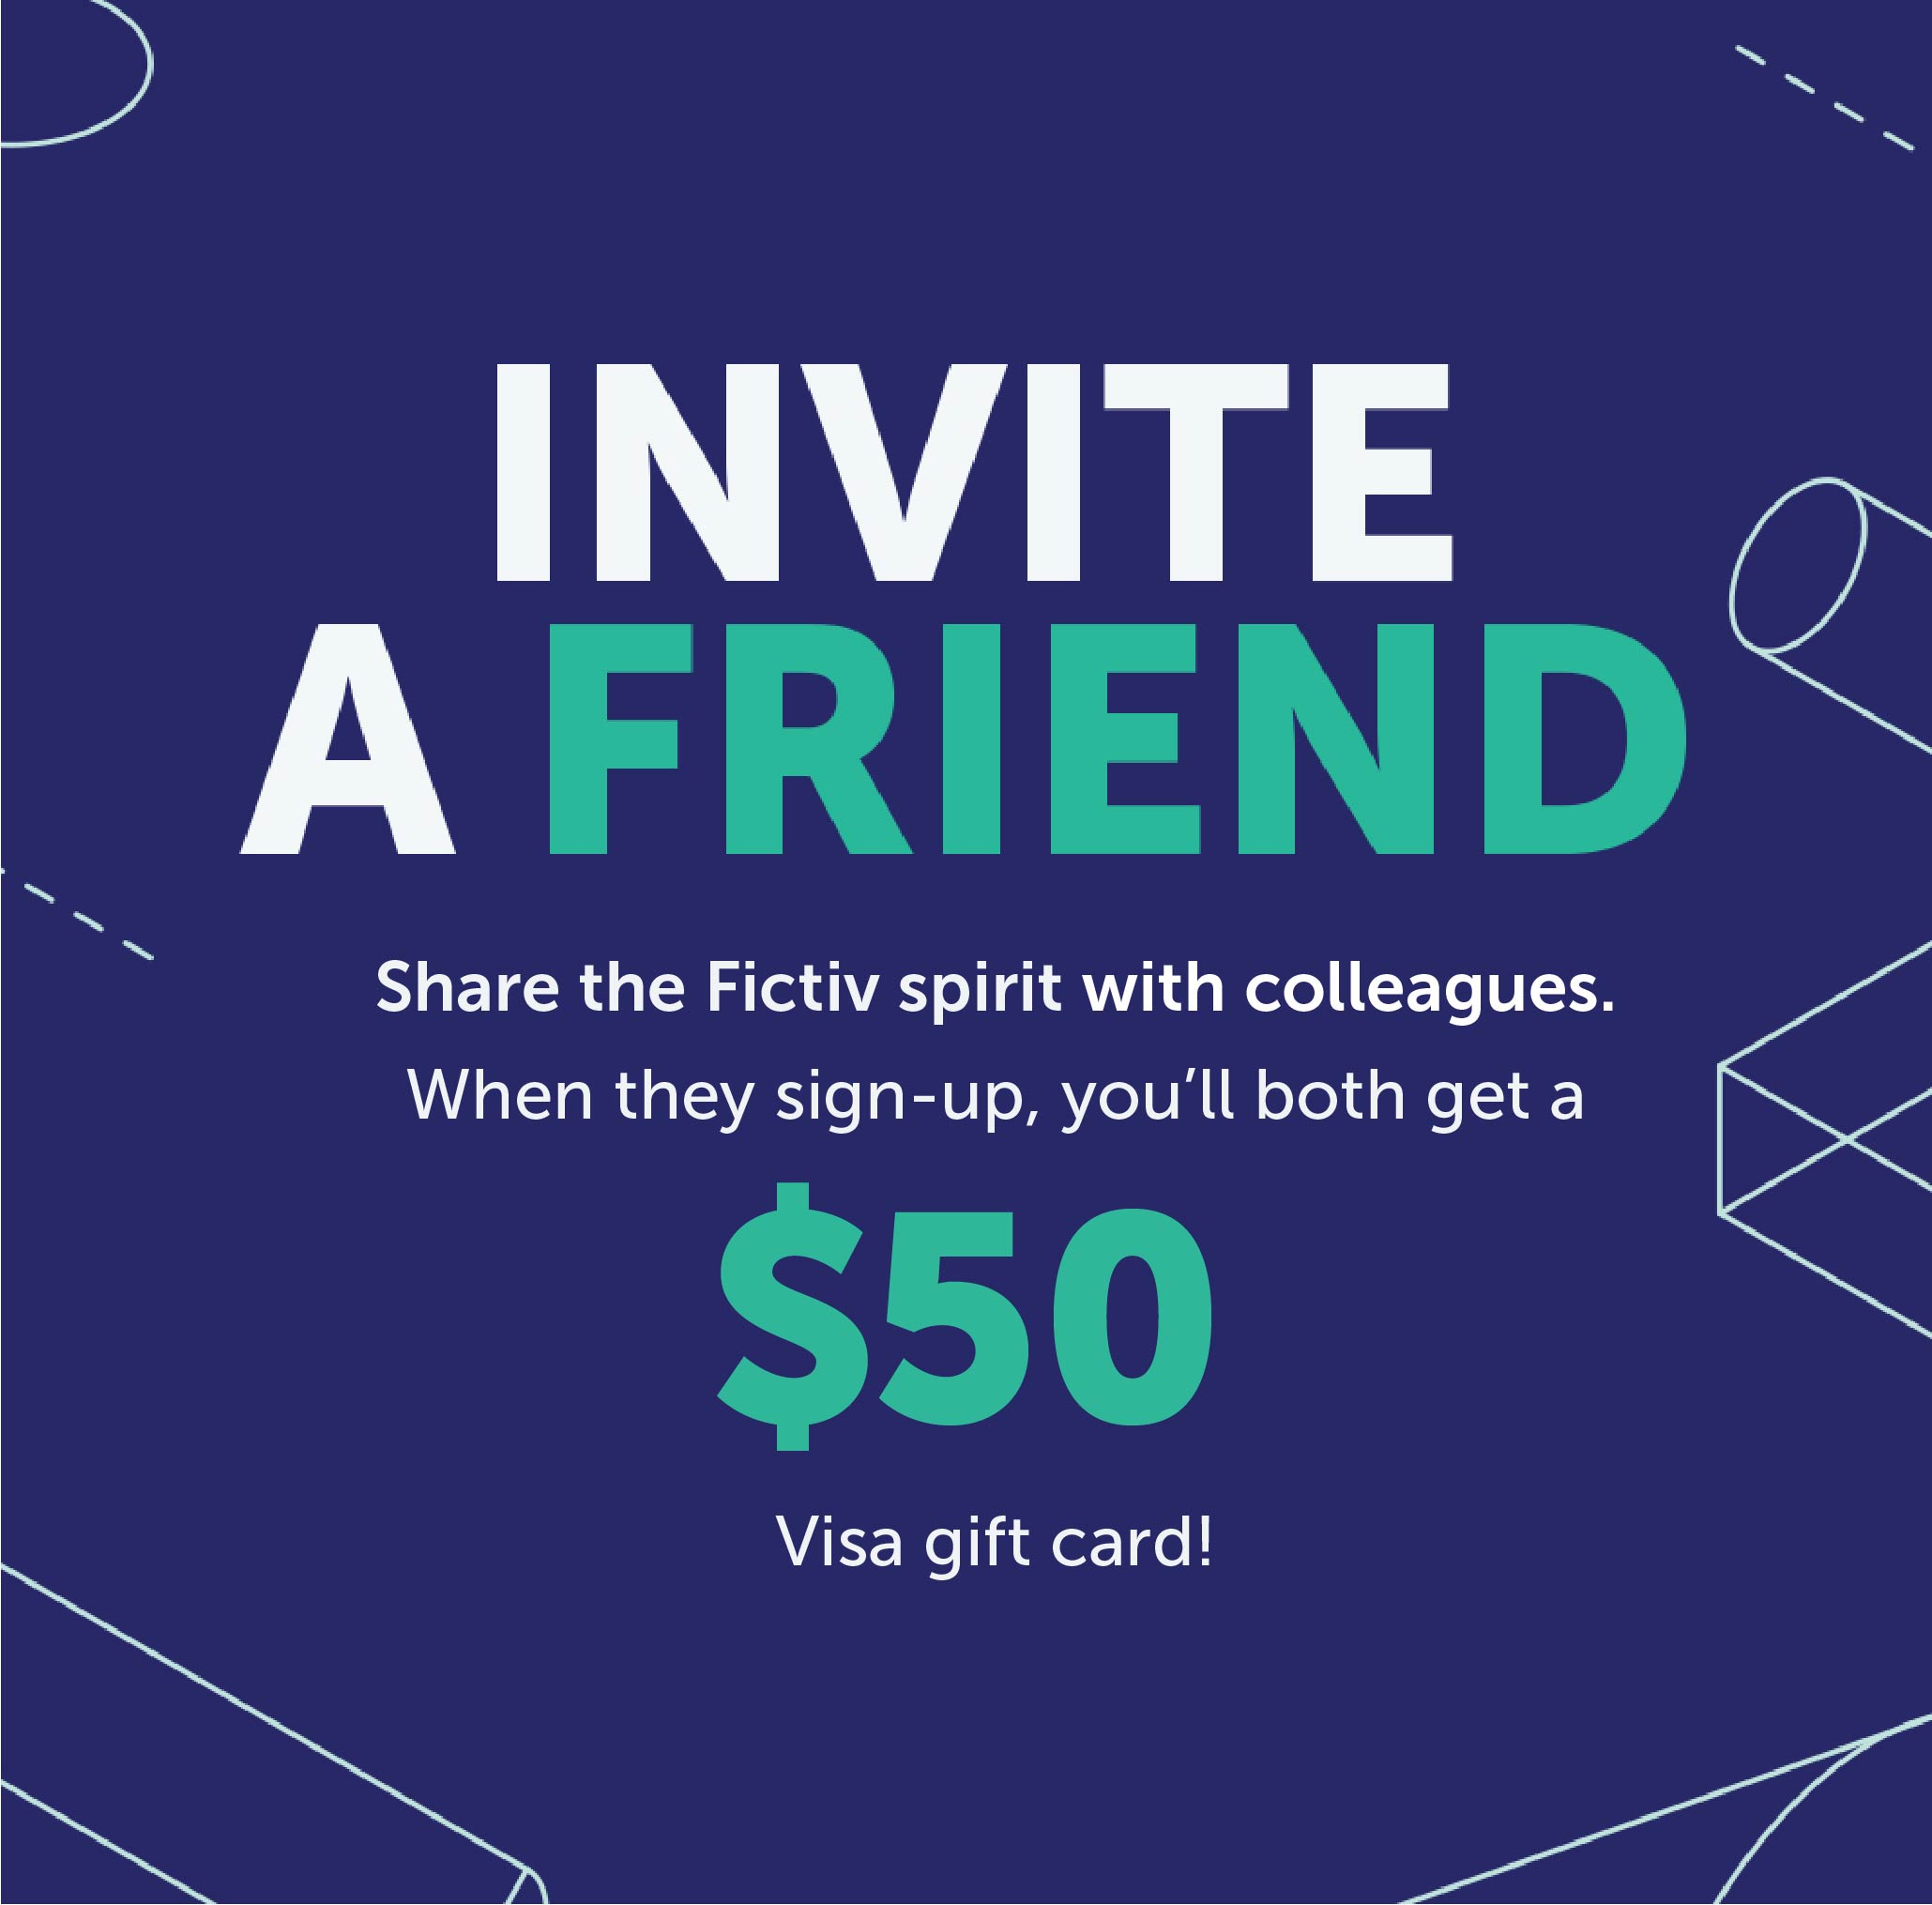 INVITE
A FRIEND
Share the Fictiv spirit with colleagues.
When they sign-up, you’ll both get a
$50
Visa gift card!